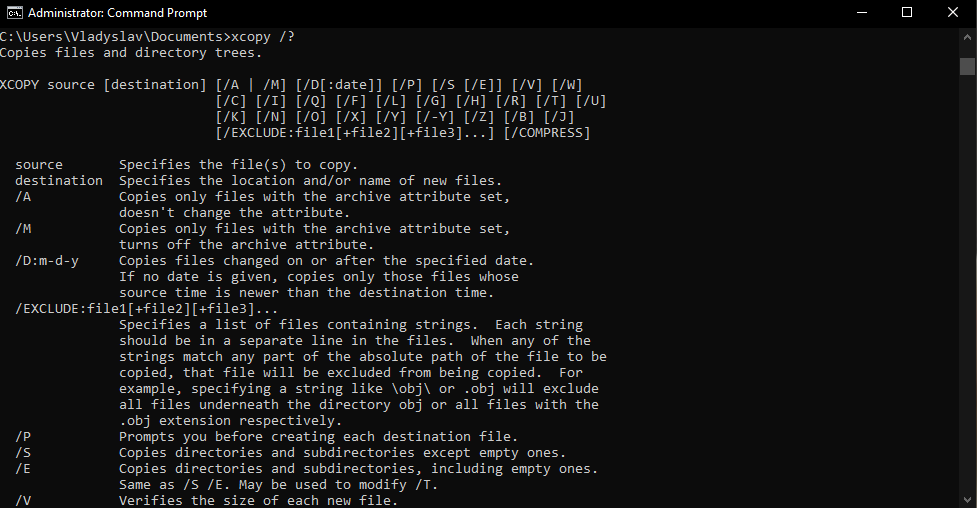 Administrator: Command Prompt
C:\Users\Vladyslav\Documents>xcopy /?
Copies files and directory trees.
XCOPY source [destination] [/A | /M] [/D[:date]] [/P] [/S [/E]] [/V] [/W]
[/C] [/I] [/Q] [/F] [/L] [/G] [/H] [/R] [/T] [/U]
[/K] [/N] [/O] [/X] [/Y] [/-Y] [/Z] [/B] [/J]
[/EXCLUDE:file1[+file2][+file3]...] [/COMPRESS]
source Specifies the file(s) to copy.
destination Specifies the location and/or name of new files.
/A Copies only files with the archive attribute set,
doesn't change the attribute.
/M Copies only files with the archive attribute set,
turns off the archive attribute.
/D:m-d-y Copies files changed on or after the specified date.
If no date is given, copies only those files whose
source time is newer than the destination time.
/EXCLUDE:file1[+file2][+file3]...
Specifies a list of files containing strings.  Each string
should be in a separate line in the files.  When any of the
strings match any part of the absolute path of the file to be
copied, that file will be excluded from being copied.  For
example, specifying a string like \obj\ or .obj will exclude
all files underneath the directory obj or all files with the
.obj extension respectively.
/P Prompts you before creating each destination file.
/S Copies directories and subdirectories except empty ones.
/E Copies directories and subdirectories, including empty ones.
Same as /S /E. May be used to modify /T.
/V Verifies the size of each new file.